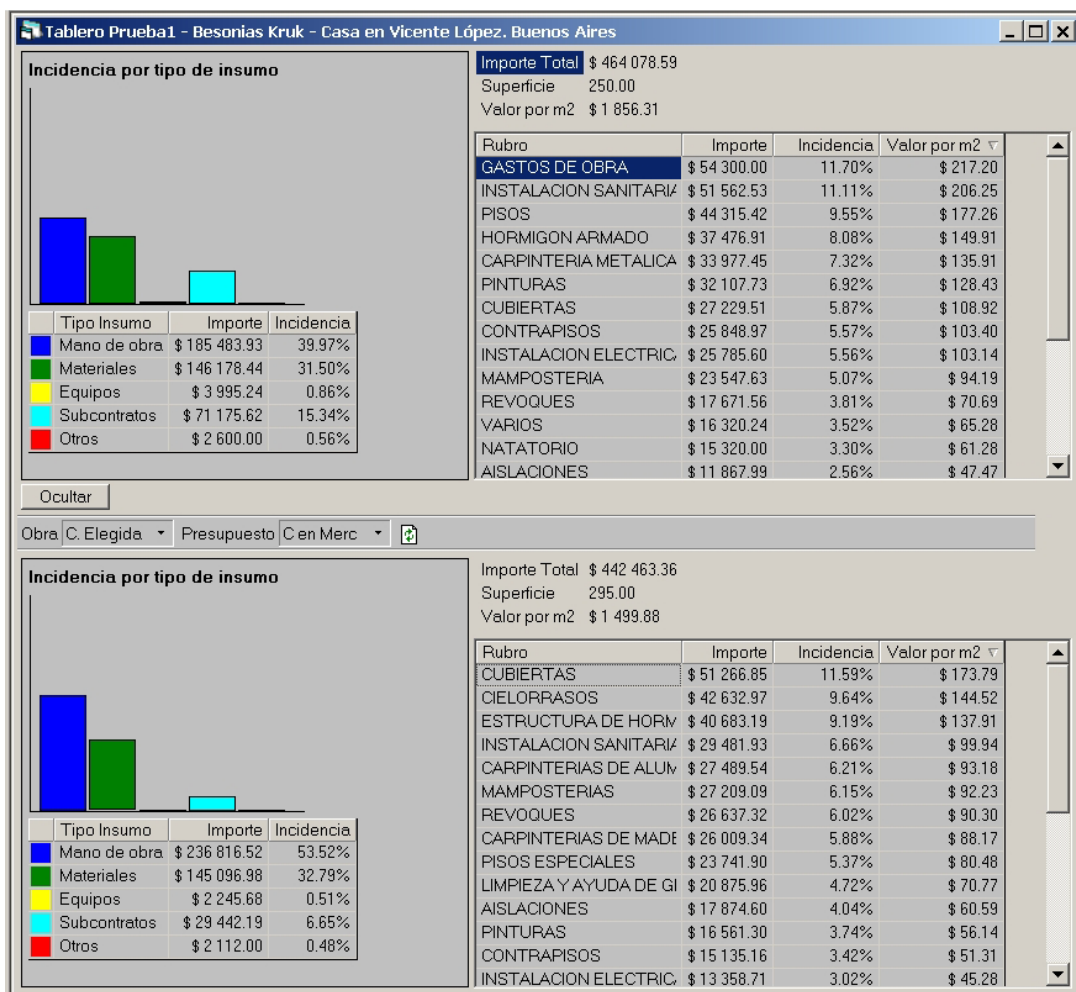 Tablero Prueba1 - Besonias Kruk - Casa en Vicente López. Buenos Aires
Incidencia por tipo de insumo
Tipo Insumo Importe Incidencia
Mano de obra $ 185 483.93 39.97%
Materiales $ 146 178.44 31.50%
Equipos $ 3 995.24 0.86%
Subcontratos $ 71 175.62 15.34%
Otros $ 2 600.00 0.56%
Importe Total $ 464 078.59
Superficie 250.00
Valor por m2 $ 1 856.31
Rubro Importe Incidencia Valor por m2
GASTOS DE OBRA $ 54 300.00 11.70% $ 217.20
INSTALACION SANITARIA $ 51 562.53 11.11% $ 206.25
PISOS $ 44 315.42 9.55% $ 177.26
HORMIGON ARMADO $ 37 476.91 8.08% $ 149.91
CARPINTERIA METALICA $ 33 977.45 7.32% $ 135.91
PINTURAS $ 32 107.73 6.92% $ 128.43
CUBIERTAS $ 27 229.51 5.87% $ 108.92
CONTRAPISOS $ 25 848.97 5.57% $ 103.40
INSTALACION ELECTRIC $ 25 785.60 5.56% $ 103.14
MAMPOSTERIA $ 23 547.63 5.07% $ 94.19
REVOQUES $ 17 671.56 3.81% $ 70.69
VARIOS $ 16 320.24 3.52% $ 65.28
NATATORIO $ 15 320.00 3.30% $ 61.28
AISLACIONES $ 11 867.99 2.56% $ 47.47
Ocultar
Obra C. Elegida Presupuesto C en Merc
Incidencia por tipo de insumo
Tipo Insumo Importe Incidencia
Mano de obra $ 236 816.52 53.52%
Materiales $ 145 096.98 32.79%
Equipos $ 2 245.68 0.51%
Subcontratos $ 29 442.19 6.65%
Otros $ 2 112.00 0.48%
Importe Total $ 442 463.36
Superficie 295.00
Valor por m2 $ 1 499.88
Rubro Importe Incidencia Valor por m2
CUBIERTAS $ 51 266.85 11.59% $ 173.79
CIELORRASOS $ 42 632.97 9.64% $ 144.52
ESTRUCTURA DE HORM $ 40 683.19 9.19% $ 137.91
INSTALACION SANITARIA $ 29 481.93 6.66% $ 99.94
CARPINTERIAS DE ALUM $ 27 489.54 6.21% $ 93.18
MAMPOSTERIAS $ 27 209.09 6.15% $ 92.23
REVOQUES $ 26 637.32 6.02% $ 90.30
CARPINTERIAS DE MADE $ 26 009.34 5.88% $ 88.17
PISOS ESPECIALES $ 23 741.90 5.37% $ 80.48
LIMPIEZA Y AYUDA DE GI $ 20 875.96 4.72% $ 70.77
AISLACIONES $ 17 874.60 4.04% $ 60.59
PINTURAS $ 16 561.30 3.74% $ 56.14
CONTRAPISOS $ 15 135.16 3.42% $ 51.31
INSTALACION ELECTRIC $ 13 358.71 3.02% $ 45.28